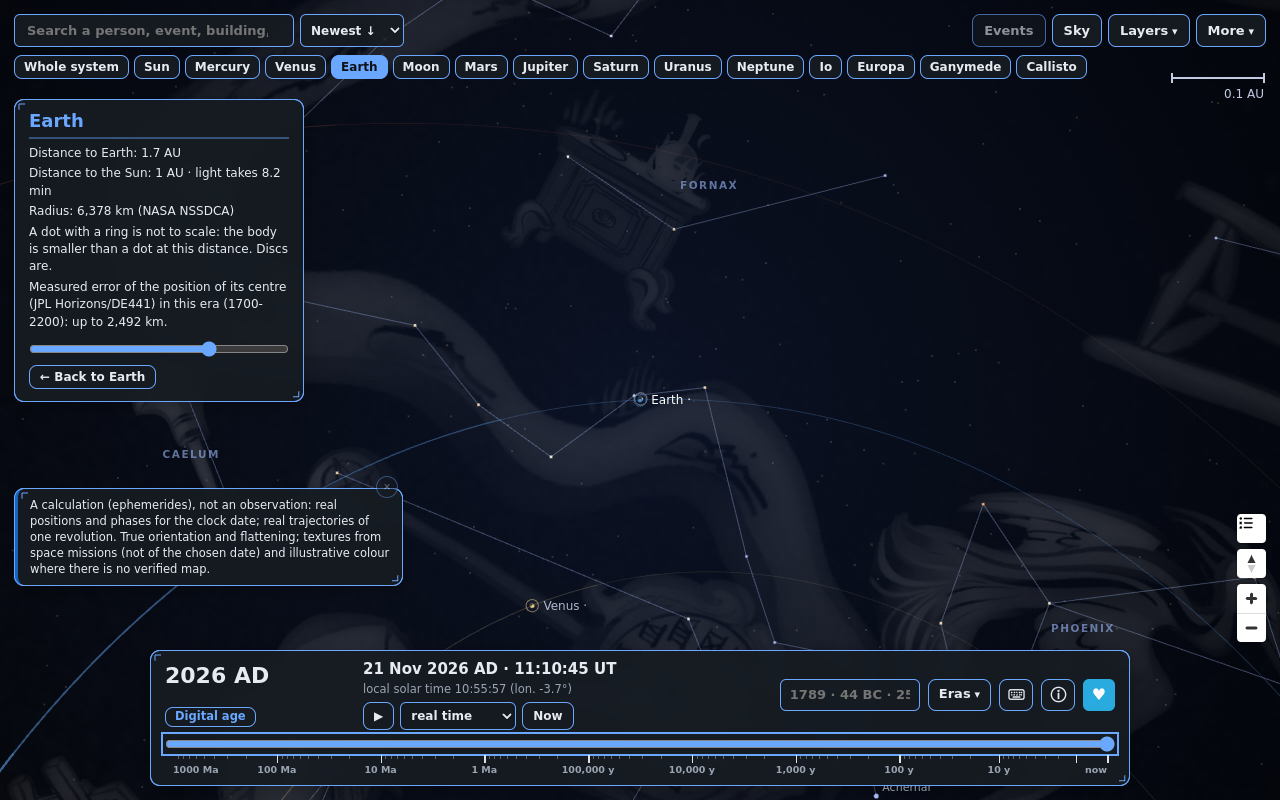 Search a person, event, building,
Newest ↓
Events
Sky
Layers ▾
More ▾
Whole system
Sun
Mercury
Venus
Earth
Moon
Mars
Jupiter
Saturn
Uranus
Neptune
Io
Europa
Ganymede
Callisto
0.1 AU
Earth
Distance to Earth: 1.7 AU
Distance to the Sun: 1 AU · light takes 8.2
min
Radius: 6,378 km (NASA NSSDCA)
A dot with a ring is not to scale: the body
is smaller than a dot at this distance. Discs
are.
Measured error of the position of its centre
(JPL Horizons/DE441) in this era (1700-
2200): up to 2,492 km.
← Back to Earth
FORNAX
Earth ·
CAELUM
A calculation (ephemerides), not an observation: real
positions and phases for the clock date; real trajectories of
one revolution. True orientation and flattening; textures from
space missions (not of the chosen date) and illustrative colour
where there is no verified map.
Venus ·
PHOENIX
2026 AD
Digital age
21 Nov 2026 AD · 11:10:45 UT
local solar time 10:55:57 (lon. -3.7°)
▶
real time
Now
1789 · 44 BC · 25
Eras ▾
1000 Ma
100 Ma
10 Ma
1 Ma
100,000 y
10,000 y
1,000 y
100 y
10 y
now
Achernar